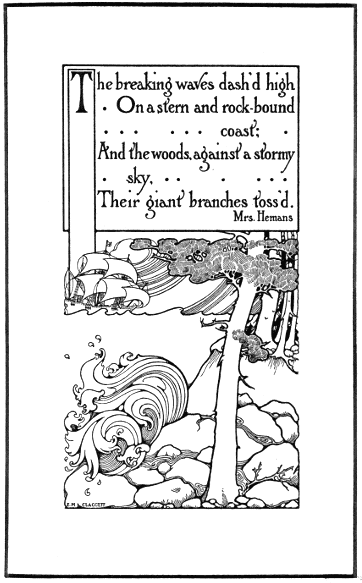 The breaking waves dash'd high
On a stern and rock-bound
coast;
And the woods, against a stormy
sky,
Their giant branches toss'd.
Mrs. Hemans